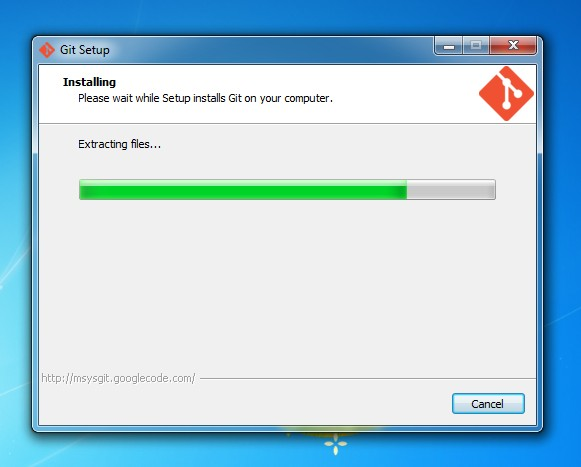 Git Setup
Installing
Please wait while Setup installs Git on your computer.
Extracting files...
http://msysgit.googlecode.com/
Cancel